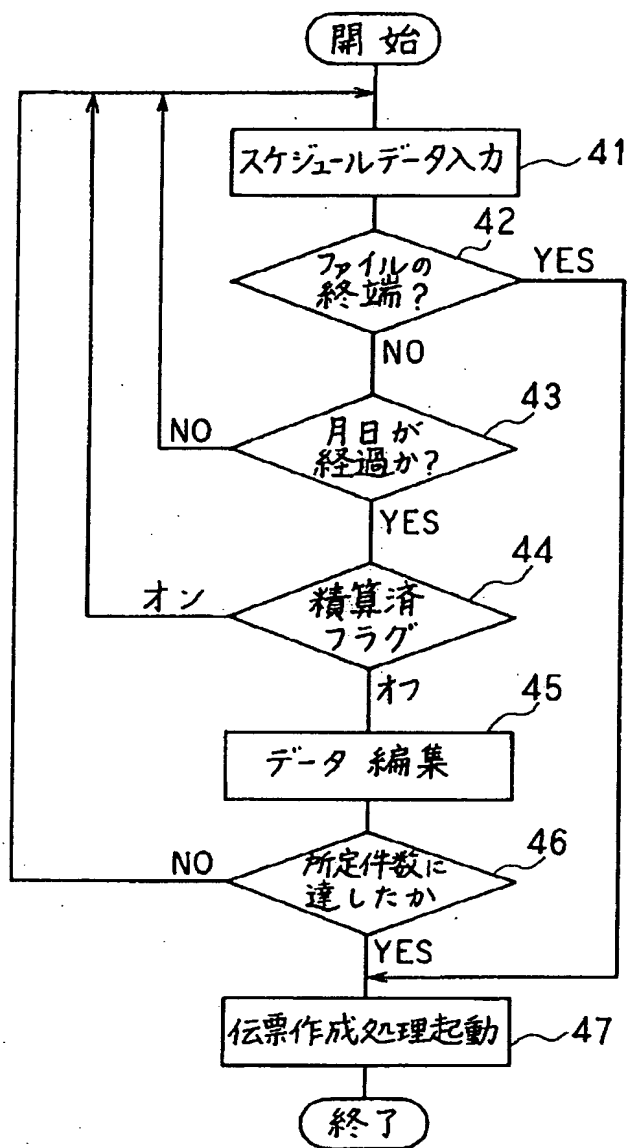 開始
スケジュールデータ入力
41
42
ファイルの
終端?
YES
NO
43
月日が
経過か?
NO
YES
44
積算済
フラグ
オン
オフ
45
データ編集
46
所定件数に
達したか
NO
YES
伝票作成処理起動
47
終了